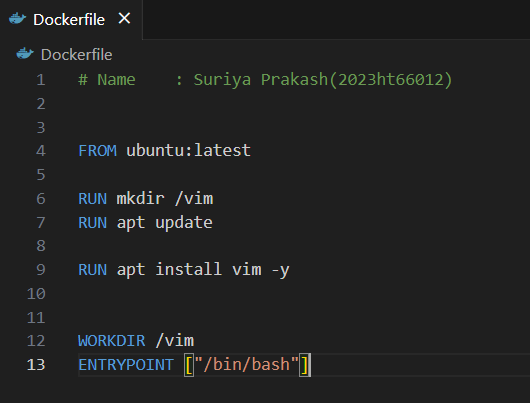 Dockerfile ✕
Dockerfile
1 # Name    : Suriya Prakash(2023ht66012)
2
3
4 FROM ubuntu:latest
5
6 RUN mkdir /vim
7 RUN apt update
8
9 RUN apt install vim -y
10
11
12 WORKDIR /vim
13 ENTRYPOINT ["/bin/bash"]